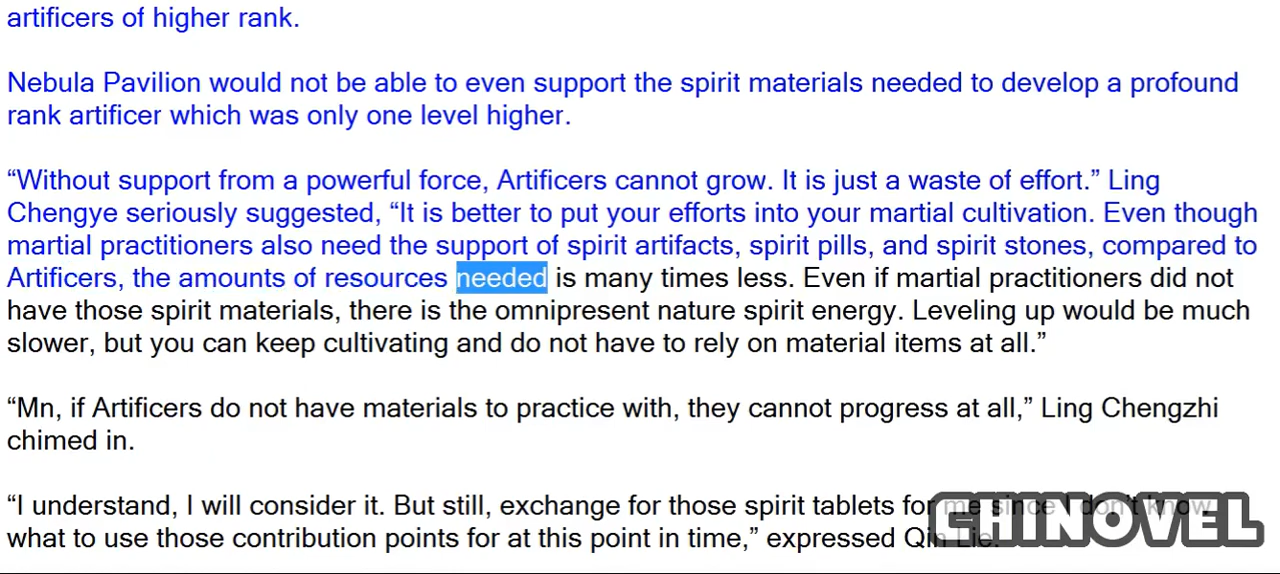 artificers of higher rank.
Nebula Pavilion would not be able to even support the spirit materials needed to develop a profound
rank artificer which was only one level higher.
“Without support from a powerful force, Artificers cannot grow. It is just a waste of effort.” Ling
Chengye seriously suggested, “It is better to put your efforts into your martial cultivation. Even though
martial practitioners also need the support of spirit artifacts, spirit pills, and spirit stones, compared to
Artificers, the amounts of resources needed is many times less. Even if martial practitioners did not
have those spirit materials, there is the omnipresent nature spirit energy. Leveling up would be much
slower, but you can keep cultivating and do not have to rely on material items at all.”
“Mn, if Artificers do not have materials to practice with, they cannot progress at all,” Ling Chengzhi
chimed in.
“I understand, I will consider it. But still, exchange for those spirit tablets for me since I don't know
what to use those contribution points for at this point in time,” expressed Qin Lie.
CHINOVEL